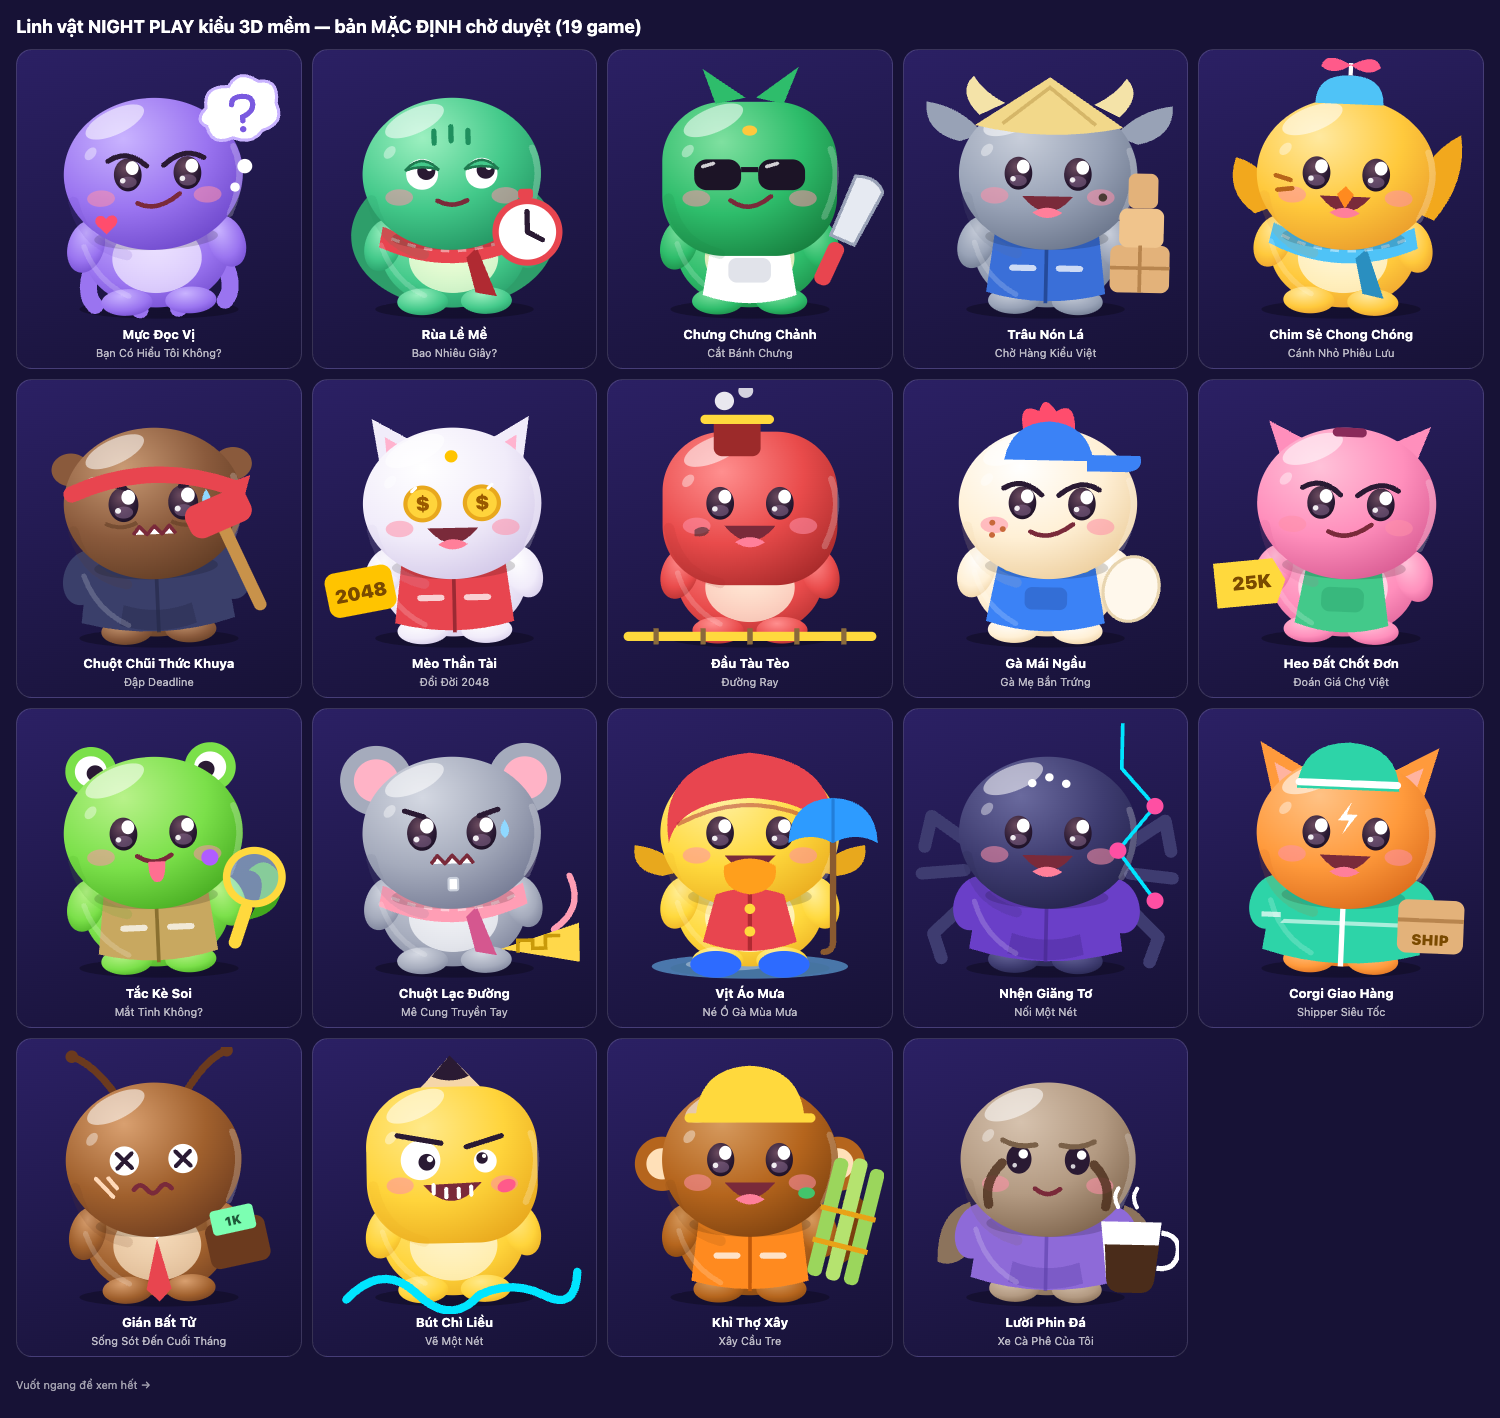 Linh vật NIGHT PLAY kiểu 3D mềm — bản MẶC ĐỊNH chờ duyệt (19 game)
?
Mực Đọc Vị
Bạn Có Hiểu Tôi Không?
Rùa Lề Mề
Bao Nhiêu Giây?
Chưng Chưng Chảnh
Cắt Bánh Chưng
Trâu Nón Lá
Chở Hàng Kiểu Việt
Chim Sẻ Chong Chóng
Cánh Nhỏ Phiêu Lưu
Chuột Chũi Thức Khuya
Đập Deadline
$ $
2048
Mèo Thần Tài
Đổi Đời 2048
Đầu Tàu Tèo
Đường Ray
Gà Mái Ngầu
Gà Mẹ Bắn Trứng
25K
Heo Đất Chốt Đơn
Đoán Giá Chợ Việt
Tắc Kè Soi
Mắt Tinh Không?
Chuột Lạc Đường
Mê Cung Truyền Tay
Vịt Áo Mưa
Né Ổ Gà Mùa Mưa
Nhện Giăng Tơ
Nối Một Nét
SHIP
Corgi Giao Hàng
Shipper Siêu Tốc
1K
Gián Bất Tử
Sống Sót Đến Cuối Tháng
Bút Chì Liều
Vẽ Một Nét
Khỉ Thợ Xây
Xây Cầu Tre
Lười Phin Đá
Xe Cà Phê Của Tôi
Vuốt ngang để xem hết →